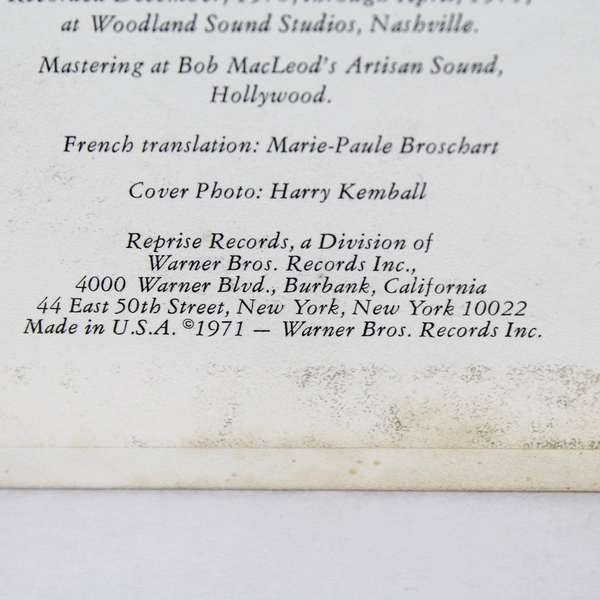 at Woodland Sound Studios, Nashville.
Mastering at Bob MacLeod's Artisan Sound,
Hollywood.
French translation: Marie-Paule Broschart
Cover Photo: Harry Kemball
Reprise Records, a Division of
Warner Bros. Records Inc.,
4000 Warner Blvd., Burbank, California
44 East 50th Street, New York, New York 10022
Made in U.S.A. ©1971 — Warner Bros. Records Inc.